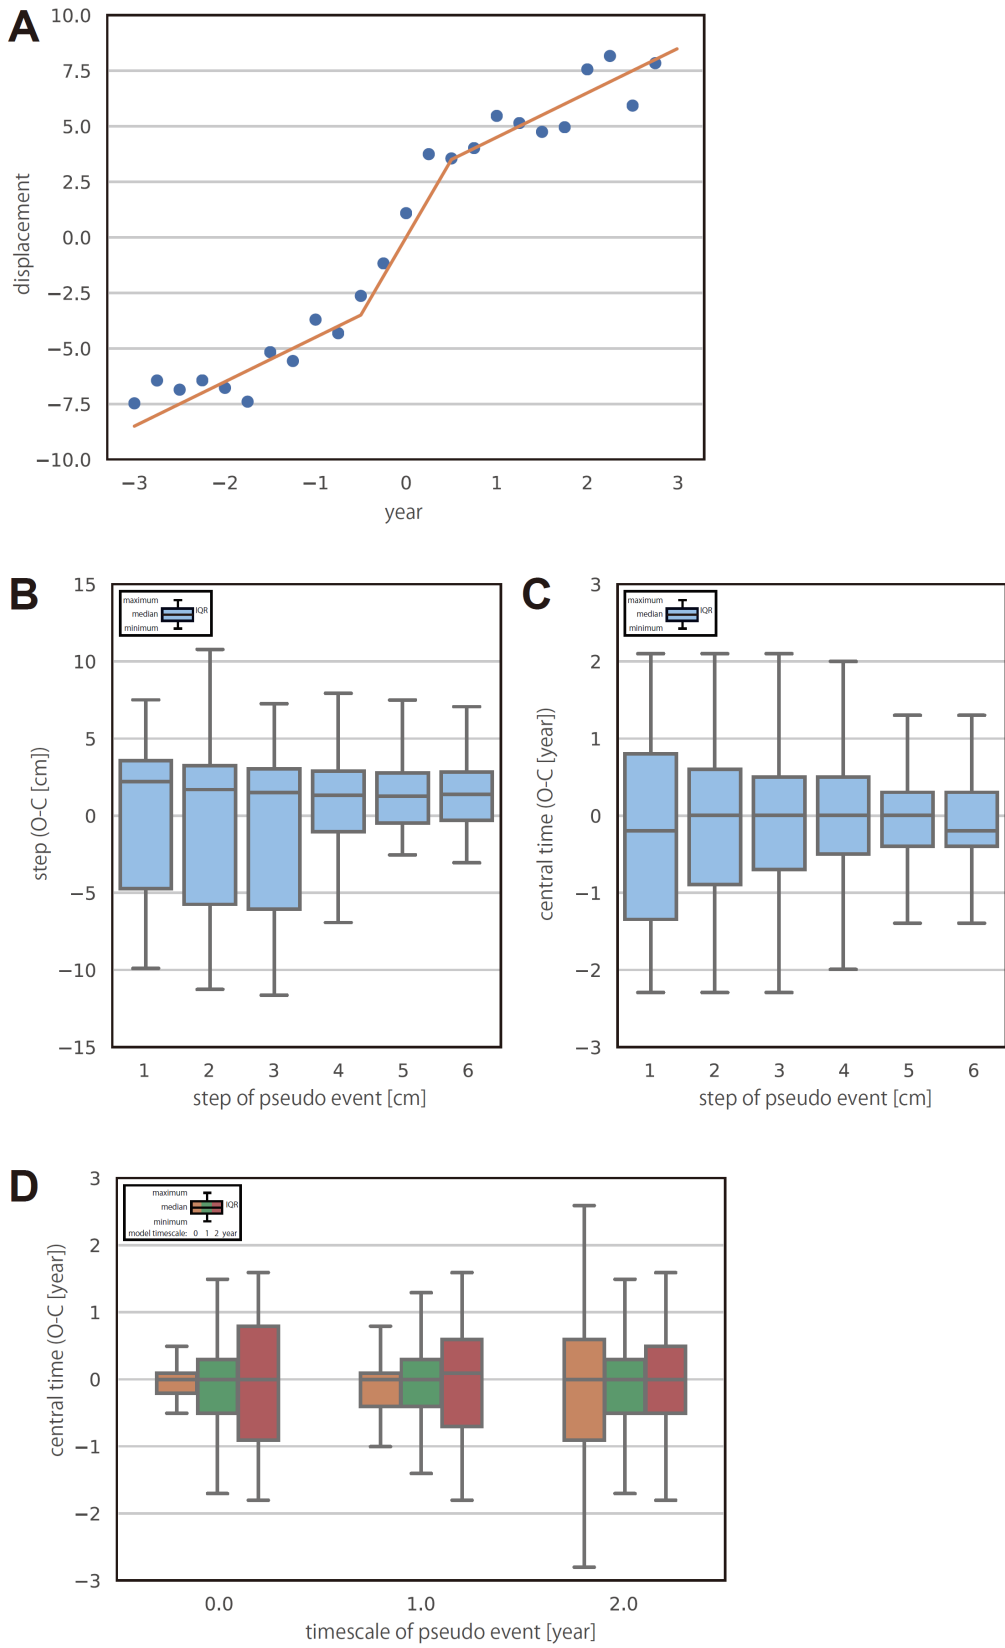 A
10.0
7.5
5.0
2.5
0.0
−2.5
−5.0
−7.5
−10.0
displacement
−3 −2 −1 0 1 2 3
year
B
15
10
5
0
−5
−10
−15
step (O-C [cm])
maximum
median IQR
minimum
1 2 3 4 5 6
step of pseudo event [cm]
C
3
2
1
0
−1
−2
−3
central time (O-C [year])
maximum
median IQR
minimum
1 2 3 4 5 6
step of pseudo event [cm]
D
3
2
1
0
−1
−2
−3
central time (O-C [year])
maximum
median IQR
minimum
model timescale: 0 1 2 year
0.0 1.0 2.0
timescale of pseudo event [year]